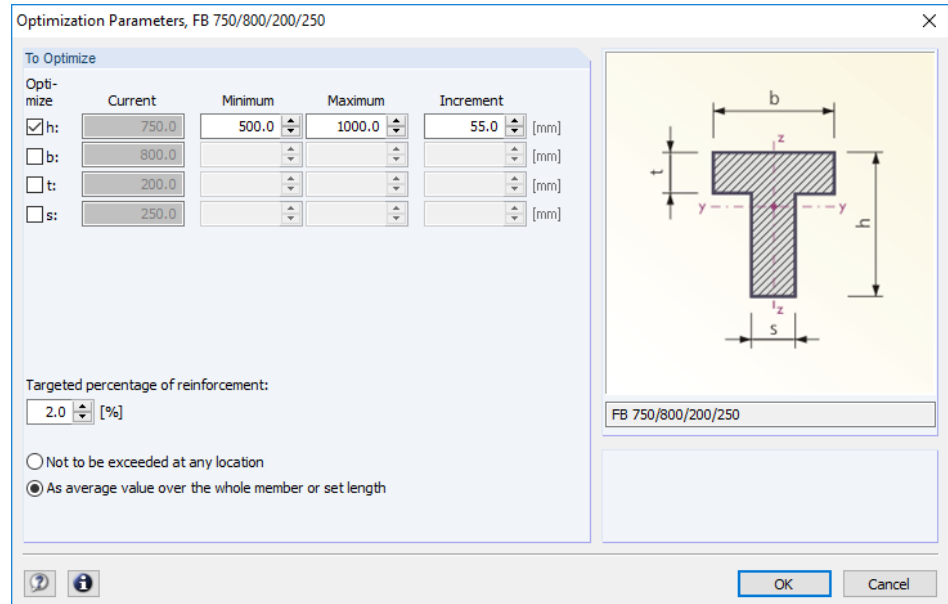 Optimization Parameters, FB 750/800/200/250
To Optimize
Opti-
mize Current Minimum Maximum Increment
h: 750.0 500.0 1000.0 55.0 [mm]
b: 800.0 [mm]
t: 200.0 [mm]
s: 250.0 [mm]
Targeted percentage of reinforcement:
2.0 [%]
Not to be exceeded at any location
As average value over the whole member or set length
b
z
t
y y
h
z
s
FB 750/800/200/250
OK Cancel